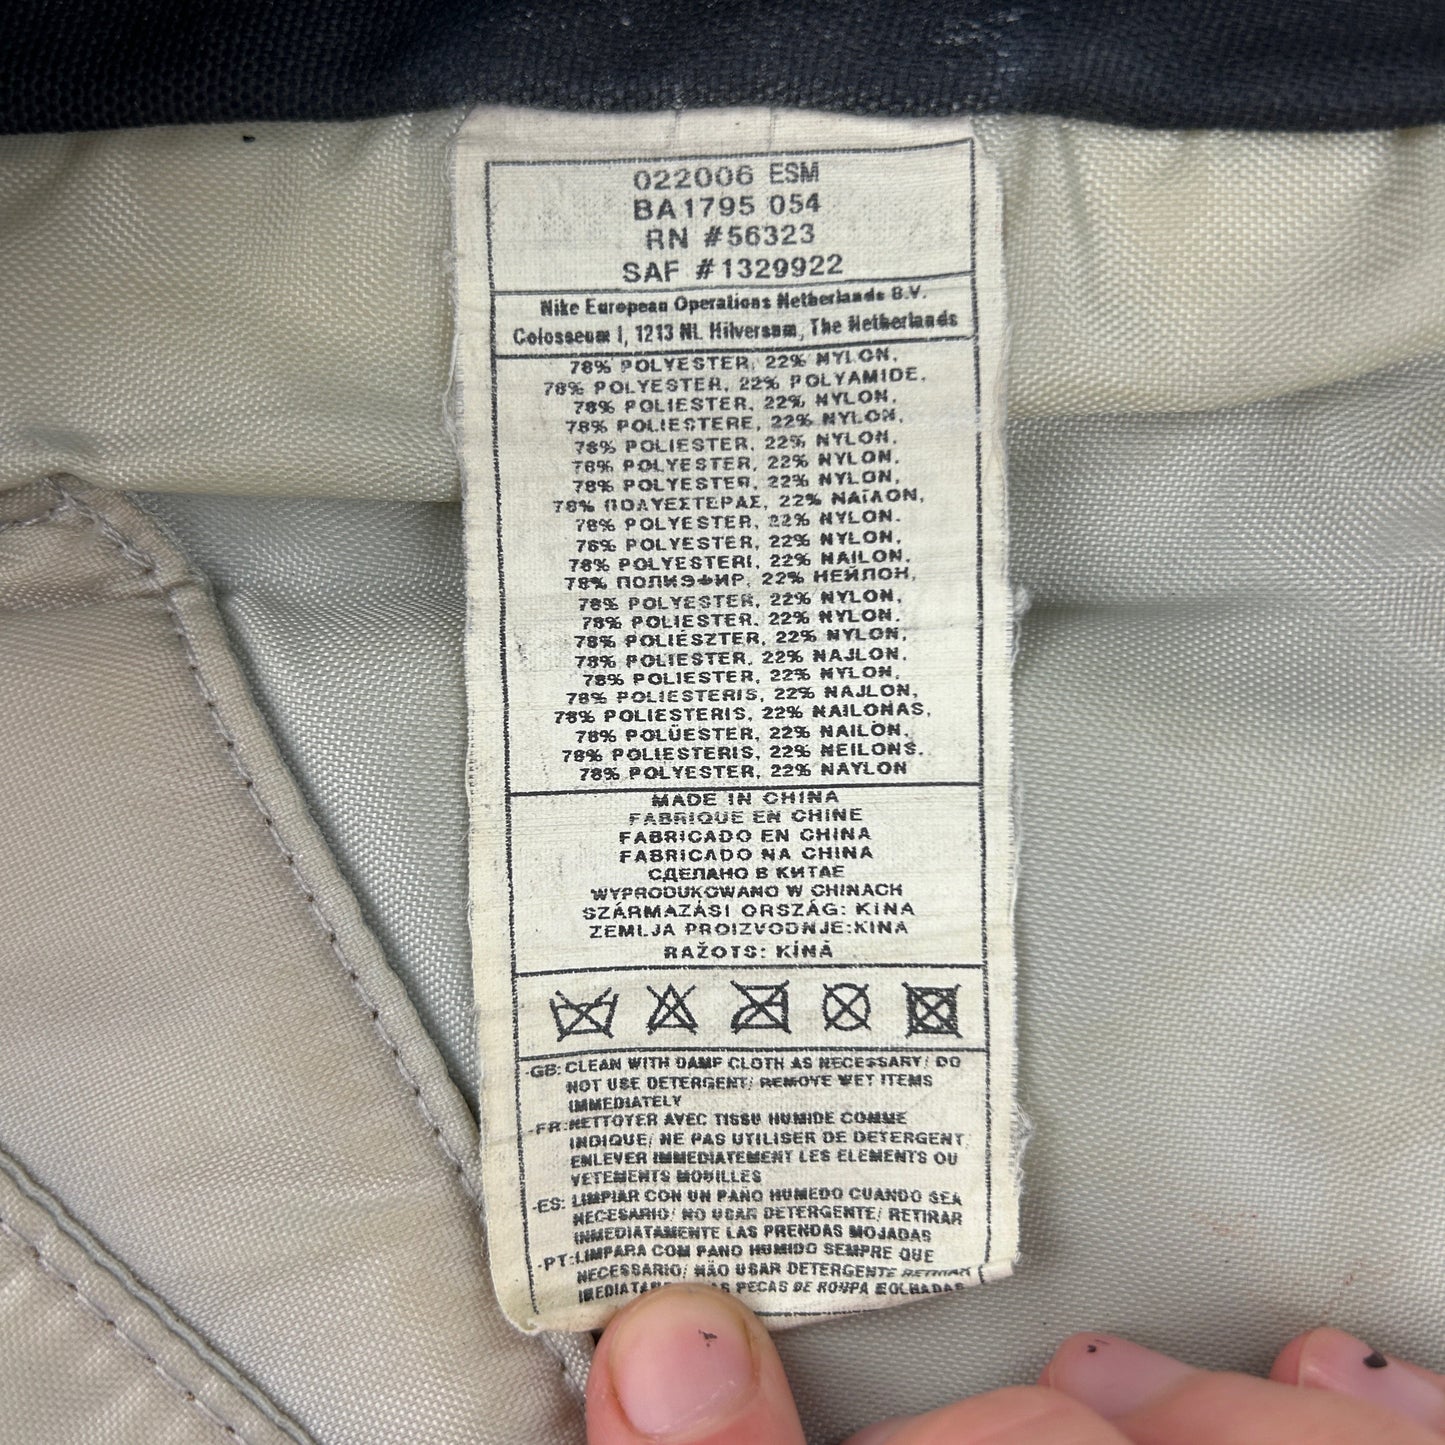 022006 ESM
BA1795 054
RN #56323
SAF #1329922
Nike European Operations Netherlands B.V.
Colosseum 1, 1213 NL Hilversum, The Netherlands
78% POLYESTER, 22% NYLON,
78% POLYESTER, 22% POLYAMIDE,
78% POLIESTER, 22% NYLON,
78% POLIESTERE, 22% NYLON,
78% POLIESTER, 22% NYLON,
78% POLYESTER, 22% NYLON,
78% POLYESTER, 22% NYLON,
78% ΠΟΛΥΕΣΤΕΡΑΣ, 22% ΝΑΪΛΟΝ,
78% POLYESTER, 22% NYLON.
78% POLYESTER, 22% NYLON,
78% POLYESTERI, 22% NAILON,
78% ПОЛИЭФИР, 22% НЕЙЛОН,
78% POLYESTER, 22% NYLON,
78% POLYESTER, 22% NYLON,
78% POLIÉSZTER, 22% NYLON,
78% POLIESTER, 22% NAJLON,
78% POLIESTER, 22% NYLON,
78% POLIESTERIS, 22% NAJLON,
78% POLIESTERIS, 22% NAILONAS,
78% POLÜESTER, 22% NAILON,
78% POLIESTERIS, 22% NEILONS.
78% POLYESTER, 22% NAYLON
MADE IN CHINA
FABRIQUE EN CHINE
FABRICADO EN CHINA
FABRICADO NA CHINA
СДЕЛАНО В КИТАЕ
WYPRODUKOWANO W CHINACH
SZÁRMAZÁSI ORSZÁG: KÍNA
ZEMLJA PROIZVODNJE:KINA
RAŽOTS: KĪNĀ
-GB: CLEAN WITH DAMP CLOTH AS NECESSARY/ DO
NOT USE DETERGENT/ REMOVE WET ITEMS
IMMEDIATELY
-FR:NETTOYER AVEC TISSU HUMIDE COMME
INDIQUE/ NE PAS UTILISER DE DETERGENT
ENLEVER IMMEDIATEMENT LES ELEMENTS OU
VETEMENTS MOUILLES
-ES: LIMPIAR CON UN PAÑO HUMEDO CUANDO SEA
NECESARIO/ NO USAR DETERGENTE/ RETIRAR
INMEDIATAMENTE LAS PRENDAS MOJADAS
-PT:LIMPARA COM PANO HUMIDO SEMPRE QUE
NECESSARIO/ NÃO USAR DETERGENTE RETIRAR
PECAS DE ROUPA